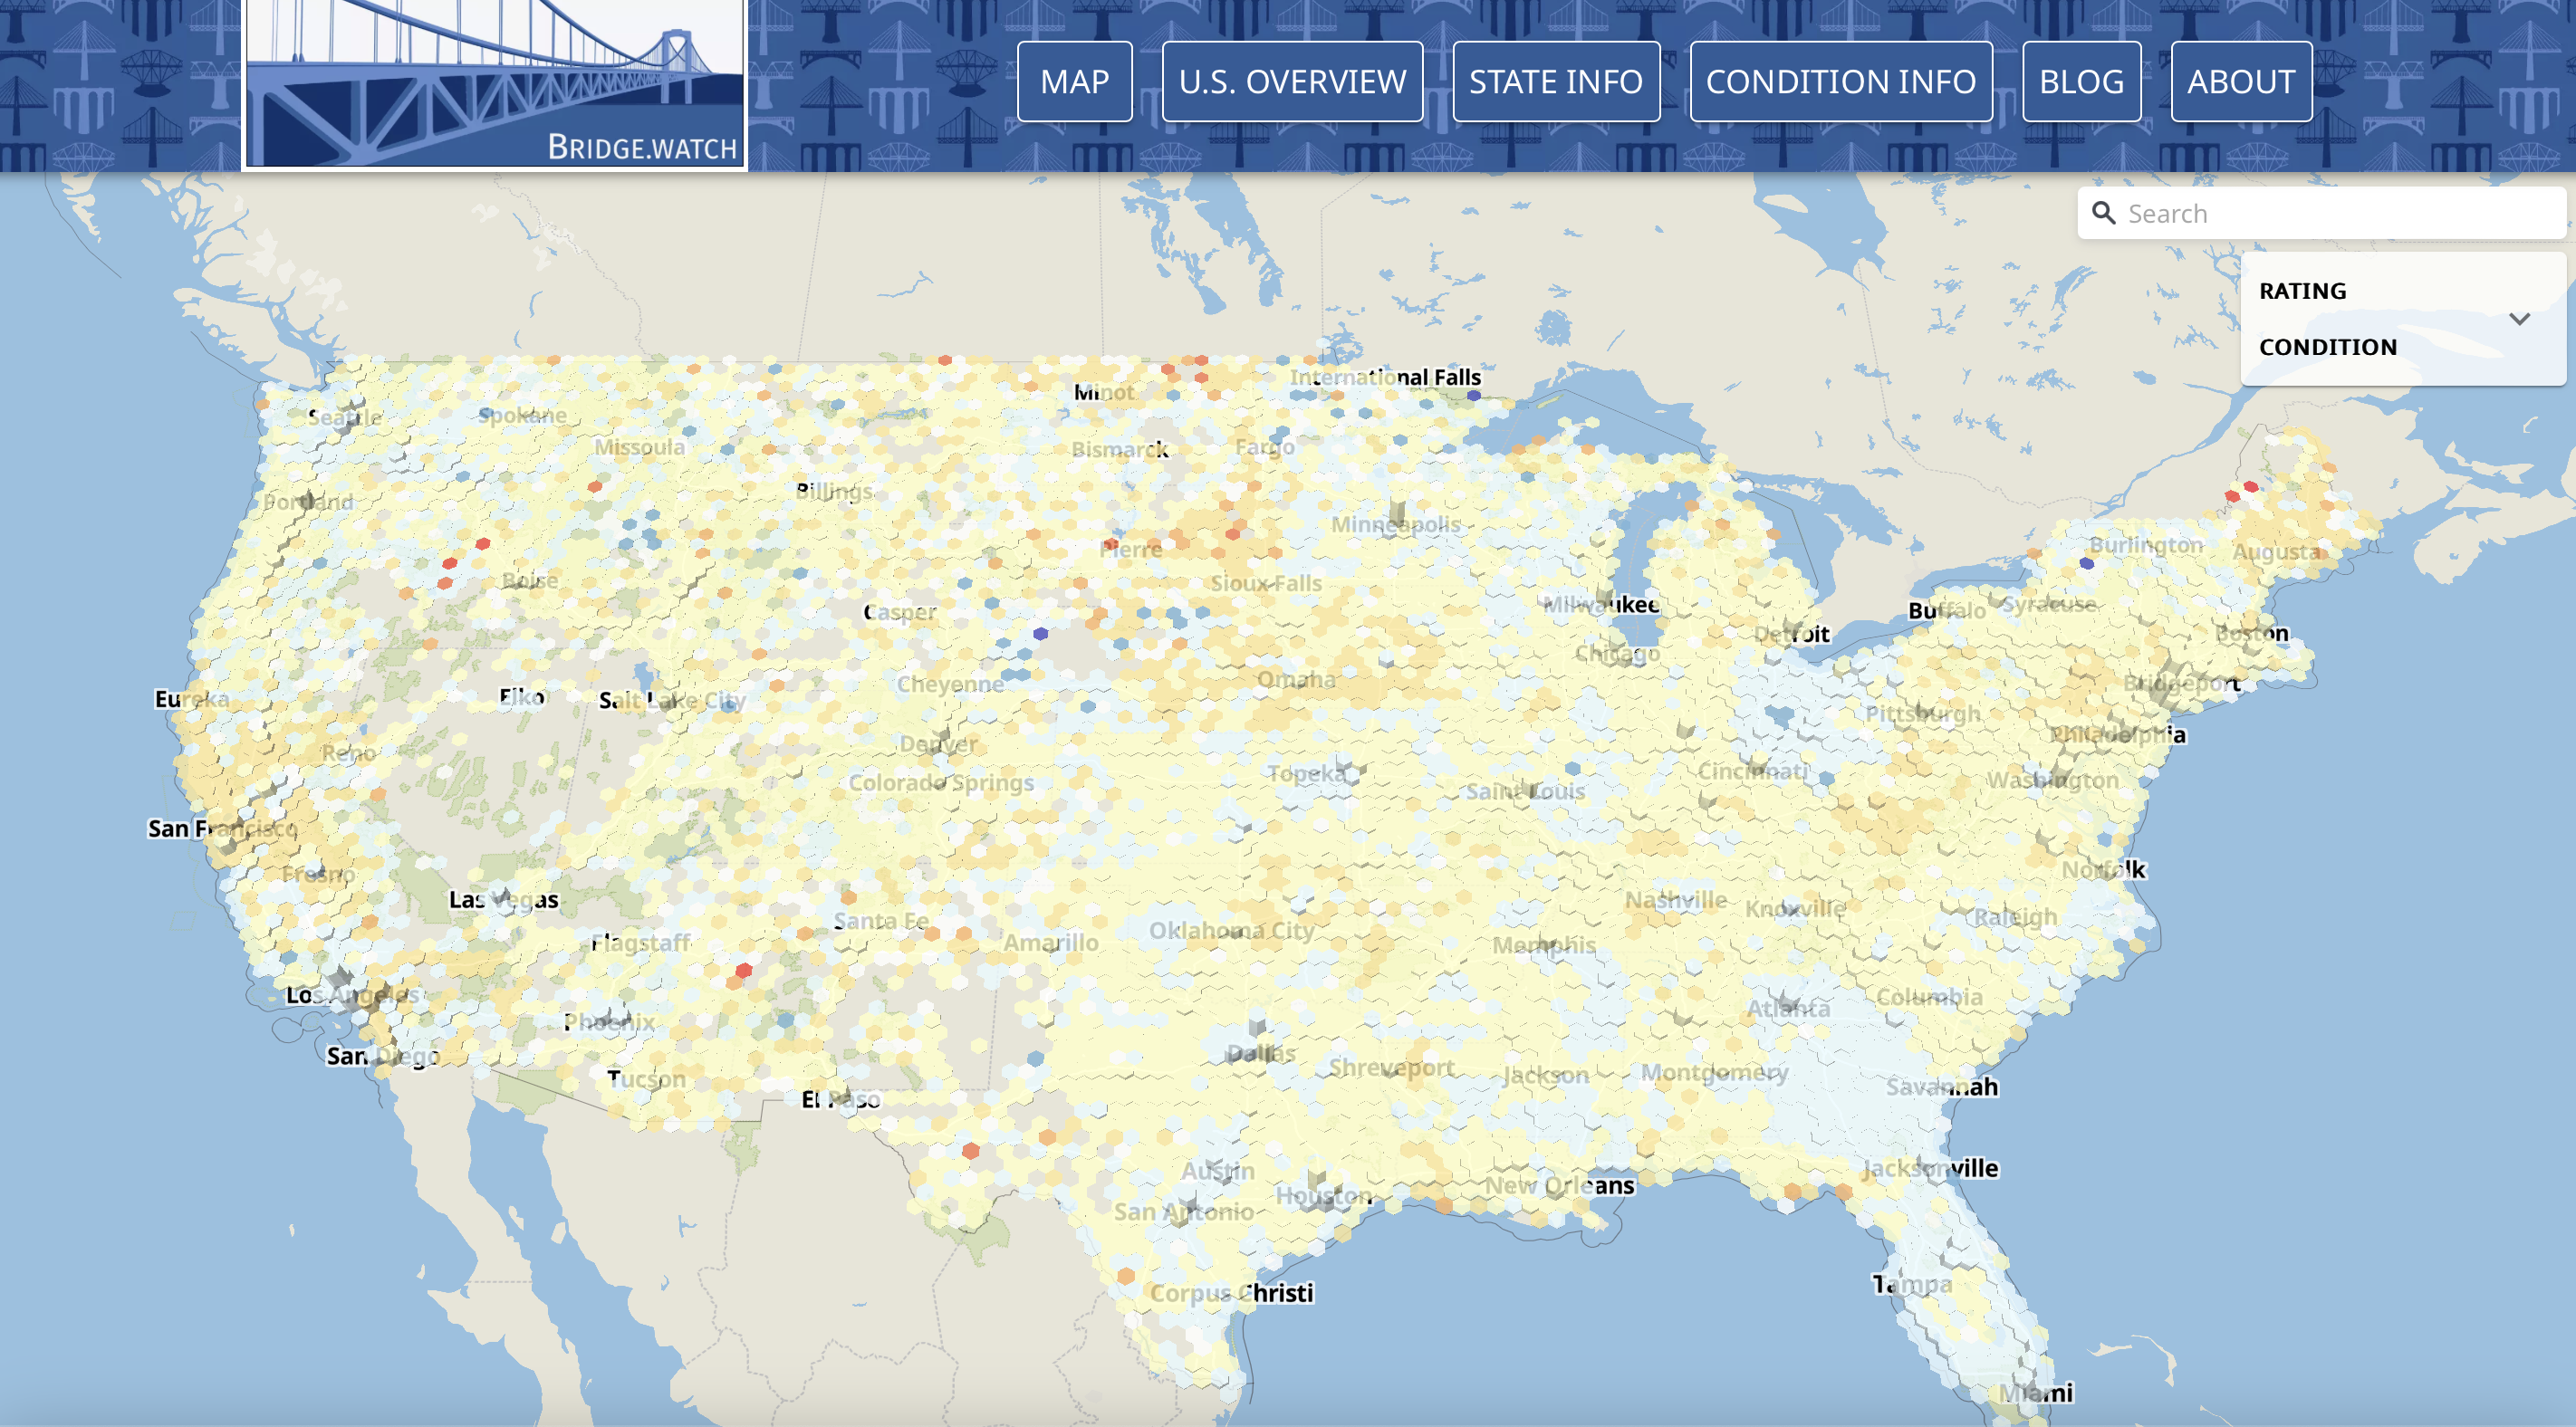 BRIDGE.WATCH
MAP
U.S. OVERVIEW
STATE INFO
CONDITION INFO
BLOG
ABOUT
Search
RATING
CONDITION
International Falls
Minot
Seattle
Spokane
Missoula
Bismarck
Fargo
Billings
Portland
Minneapolis
Pierre
Burlington
Augusta
Boise
Sioux Falls
Casper
Milwaukee
Buffalo
Syracuse
Detroit
Boston
Chicago
Eureka
Elko
Salt Lake City
Cheyenne
Omaha
Bridgeport
Pittsburgh
Reno
Denver
Philadelphia
Colorado Springs
Topeka
Saint Louis
Cincinnati
Washington
San Francisco
Fresno
Norfolk
Las Vegas
Nashville
Knoxville
Santa Fe
Raleigh
Flagstaff
Amarillo
Oklahoma City
Memphis
Los Angeles
Columbia
Atlanta
Phoenix
San Diego
Dallas
Tucson
Shreveport
Jackson
Montgomery
Savannah
El Paso
Austin
Jacksonville
Houston
New Orleans
San Antonio
Tampa
Corpus Christi
Miami